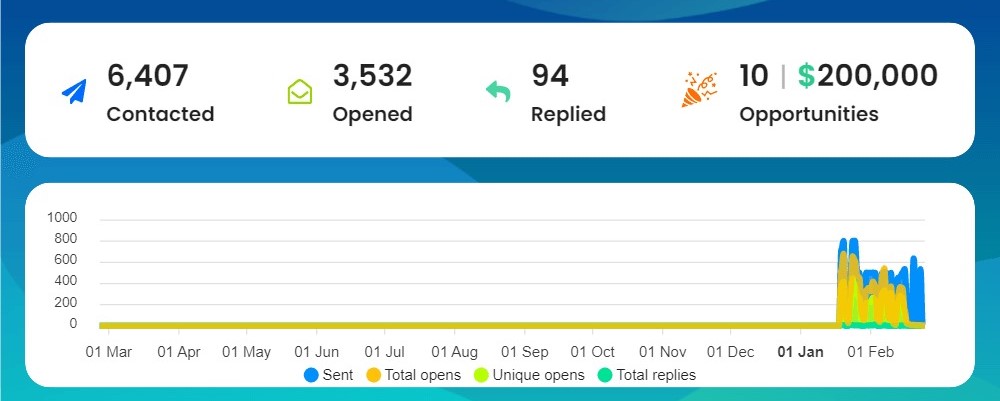 6,407 3,532 94 10 | $200,000
Contacted Opened Replied Opportunities
1000
800
600
400
200
0
01 Mar 01 Apr 01 May 01 Jun 01 Jul 01 Aug 01 Sep 01 Oct 01 Nov 01 Dec 01 Jan 01 Feb
Sent Total opens Unique opens Total replies